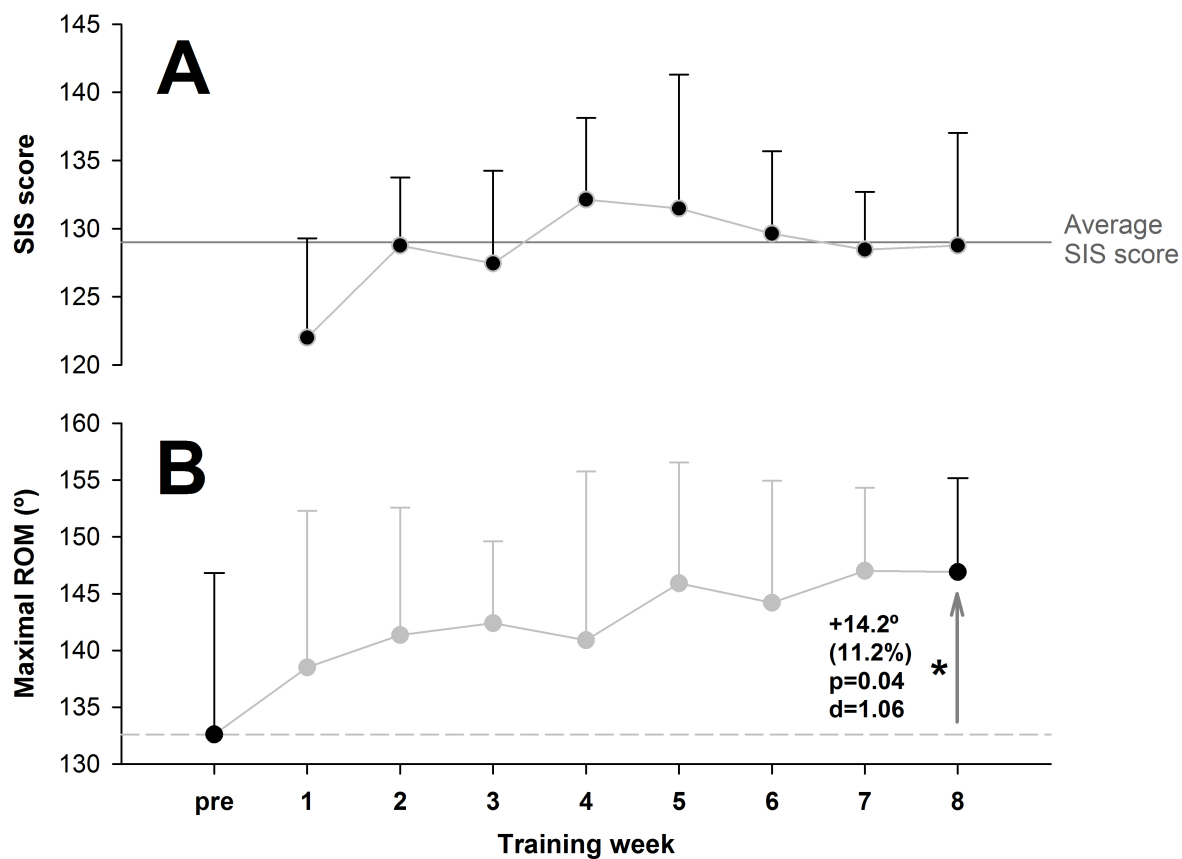 A
SIS score
145
140
135
130
125
120
Average
SIS score
B
Maximal ROM (º)
160
155
150
145
140
135
130
+14.2º
(11.2%)
p=0.04
d=1.06
*
pre 1 2 3 4 5 6 7 8
Training week